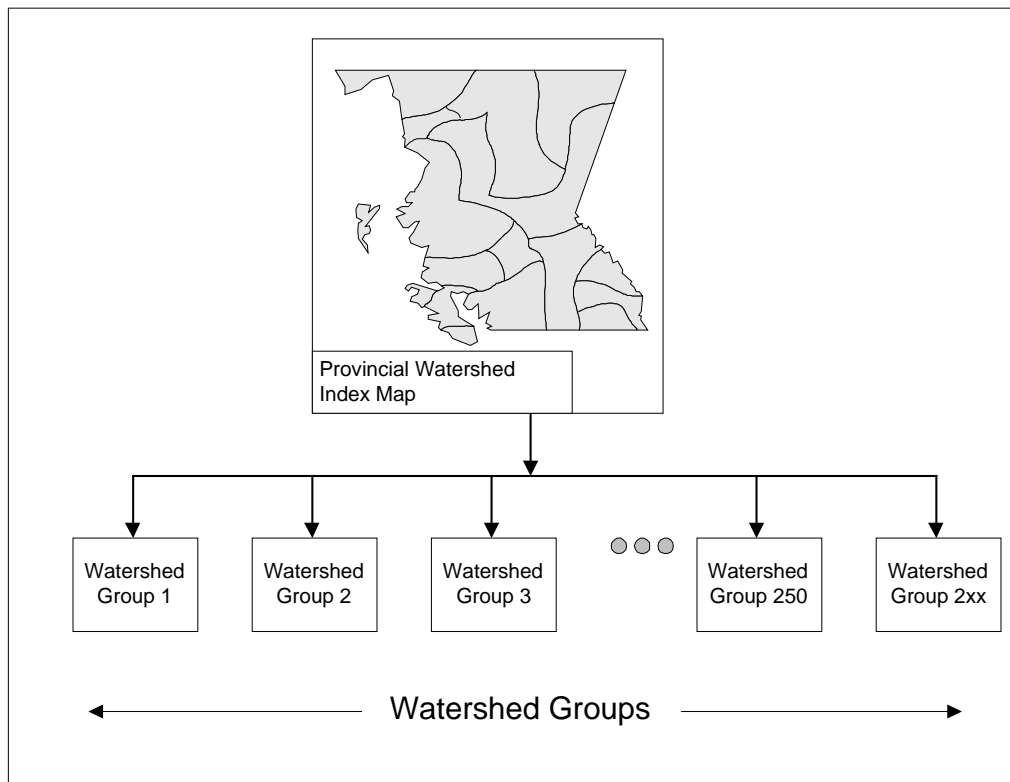 Provincial Watershed
Index Map
Watershed
Group 1
Watershed
Group 2
Watershed
Group 3
Watershed
Group 250
Watershed
Group 2xx
Watershed Groups